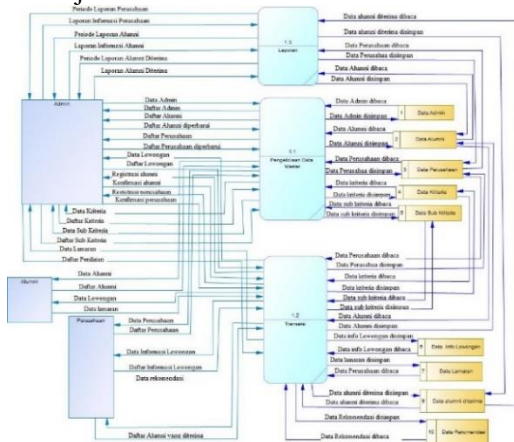 Periode Laporan Perusahaan
Laporan Informasi Perusahaan
Periode Laporan Alumni
Laporan Informasi Alumni
Periode Laporan Alumni Diterima
Laporan Alumni Diterima
1.3
Laporan
Data alumni diterima dibaca
Data alumni diterima disimpan
Data Perusahaan dibaca
Data Perusahaa disimpan
Data Alumni dibaca
Data Alumni disimpan
Admin
Data Admin
Daftar Admin
Data Alumni
Daftar Alumni
Daftar Alumni diperbarui
Daftar Perusahaan
Daftar Perusahaan diperbarui
Data Lowongan
Daftar Lowongan
Registrasi alumni
Konfirmasi alumni
Registrasi perusahaan
Konfirmasi perusahaan
Data Kriteria
Daftar Kriteria
Data Sub Kriteria
Daftar Sub Kriteria
Data Lamaran
Daftar Penilaian
1.1
Pengelolaan Data
Master
Data Admin dibaca
Data Admin disimpan
Data Alumni dibaca
Data Alumni disimpan
Data Perusahaan dibaca
Data Perusahaa disimpan
Data kriteria dibaca
Data kriteria disimpan
Data sub kriteria dibaca
Data sub kriteria disimpan
1 Data Admin
2 Data Alumni
3 Data Perusahaan
4 Data Kriteria
5 Data Sub Kriteria
Alumni
Data Alumni
Daftar Alumni
Data Lowongan
Data lamaran
Perusahaan
Data Perusahaan
Daftar Perusahaan
Data Informasi Lowongan
Daftar Informasi Lowongan
Data rekomendasi
Daftar Alumni yang diterima
1.2
Transaksi
Data Perusahaan dibaca
Data Perusahaa disimpan
Data kriteria dibaca
Data kriteria disimpan
Data sub kriteria dibaca
Data sub kriteria disimpan
Data Alumni dibaca
Data Alumni disimpan
Data info Lowongan disimpan
Data info Lowongan dibaca
Data lamaran disimpan
Data Perusahaan dibaca
Data alumni diterima disimpan
Data alumni diterima dibaca
Data Rekomendasi disimpan
Data Rekomendasi dibaca
6 Data Info Lowongan
7 Data Lamaran
9 Data alumni diterima
10 Data Rekomendasi